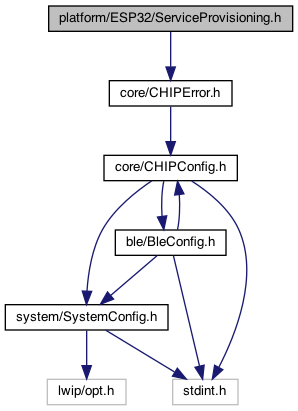 platform/ESP32/ServiceProvisioning.h
core/CHIPError.h
core/CHIPConfig.h
ble/BleConfig.h
system/SystemConfig.h
lwip/opt.h
stdint.h